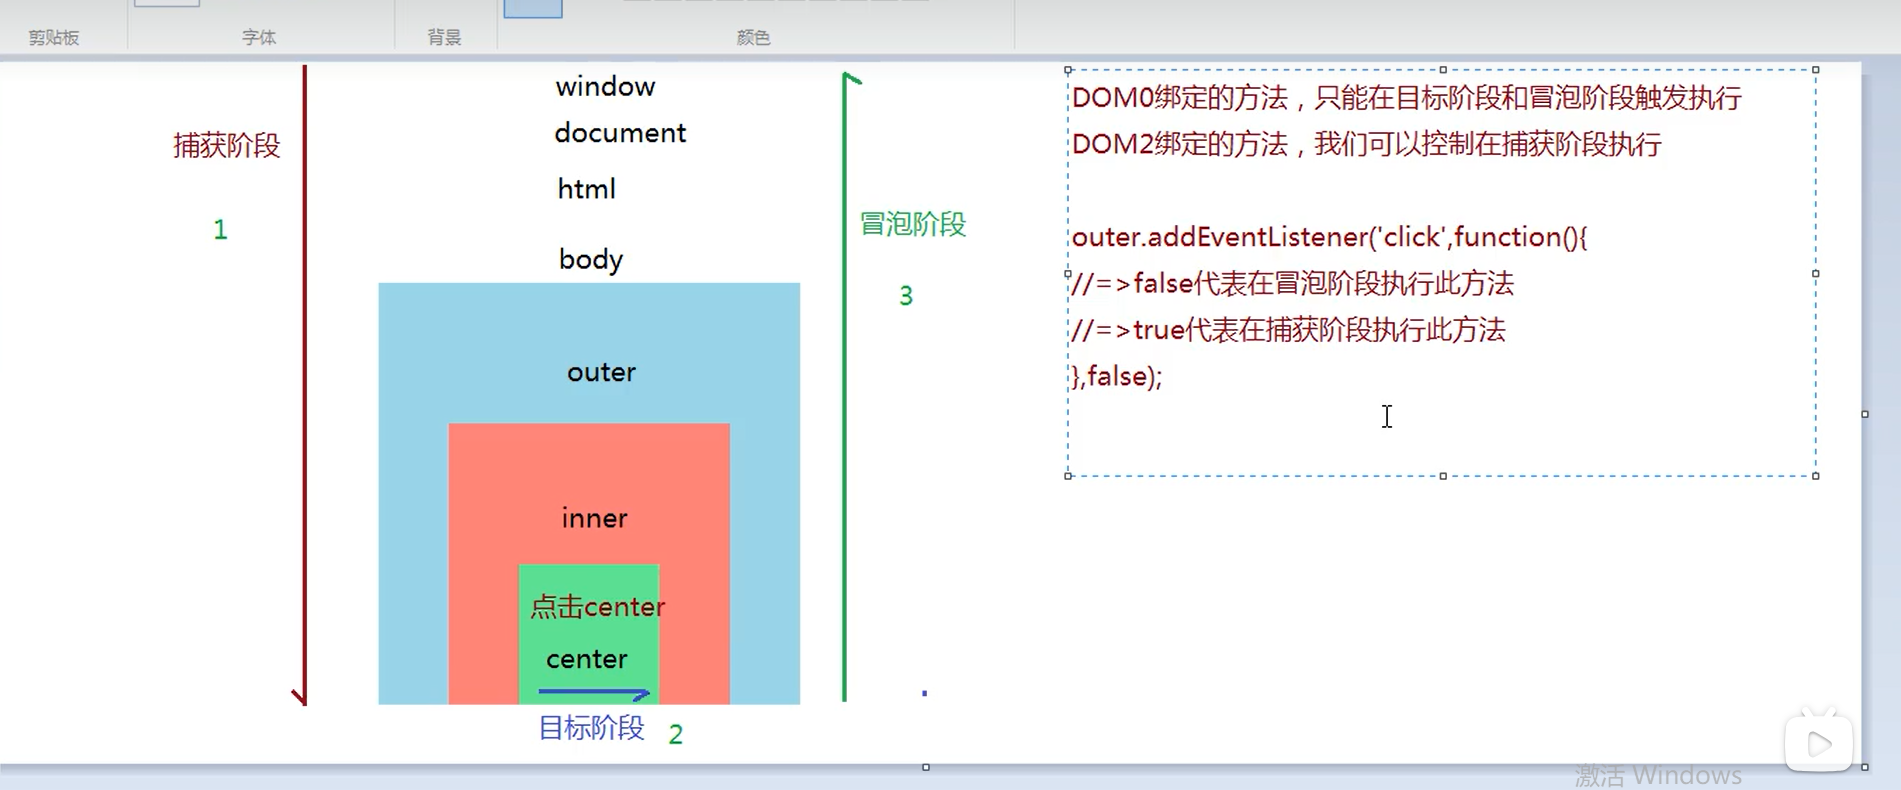 剪贴板
字体
背景
颜色
window
document
html
body
捕获阶段
1
冒泡阶段
3
outer
inner
点击center
center
目标阶段
2
DOM0绑定的方法，只能在目标阶段和冒泡阶段触发执行
DOM2绑定的方法，我们可以控制在捕获阶段执行
outer.addEventListener('click',function(){
//=>false代表在冒泡阶段执行此方法
//=>true代表在捕获阶段执行此方法
},false);
激活 Windows